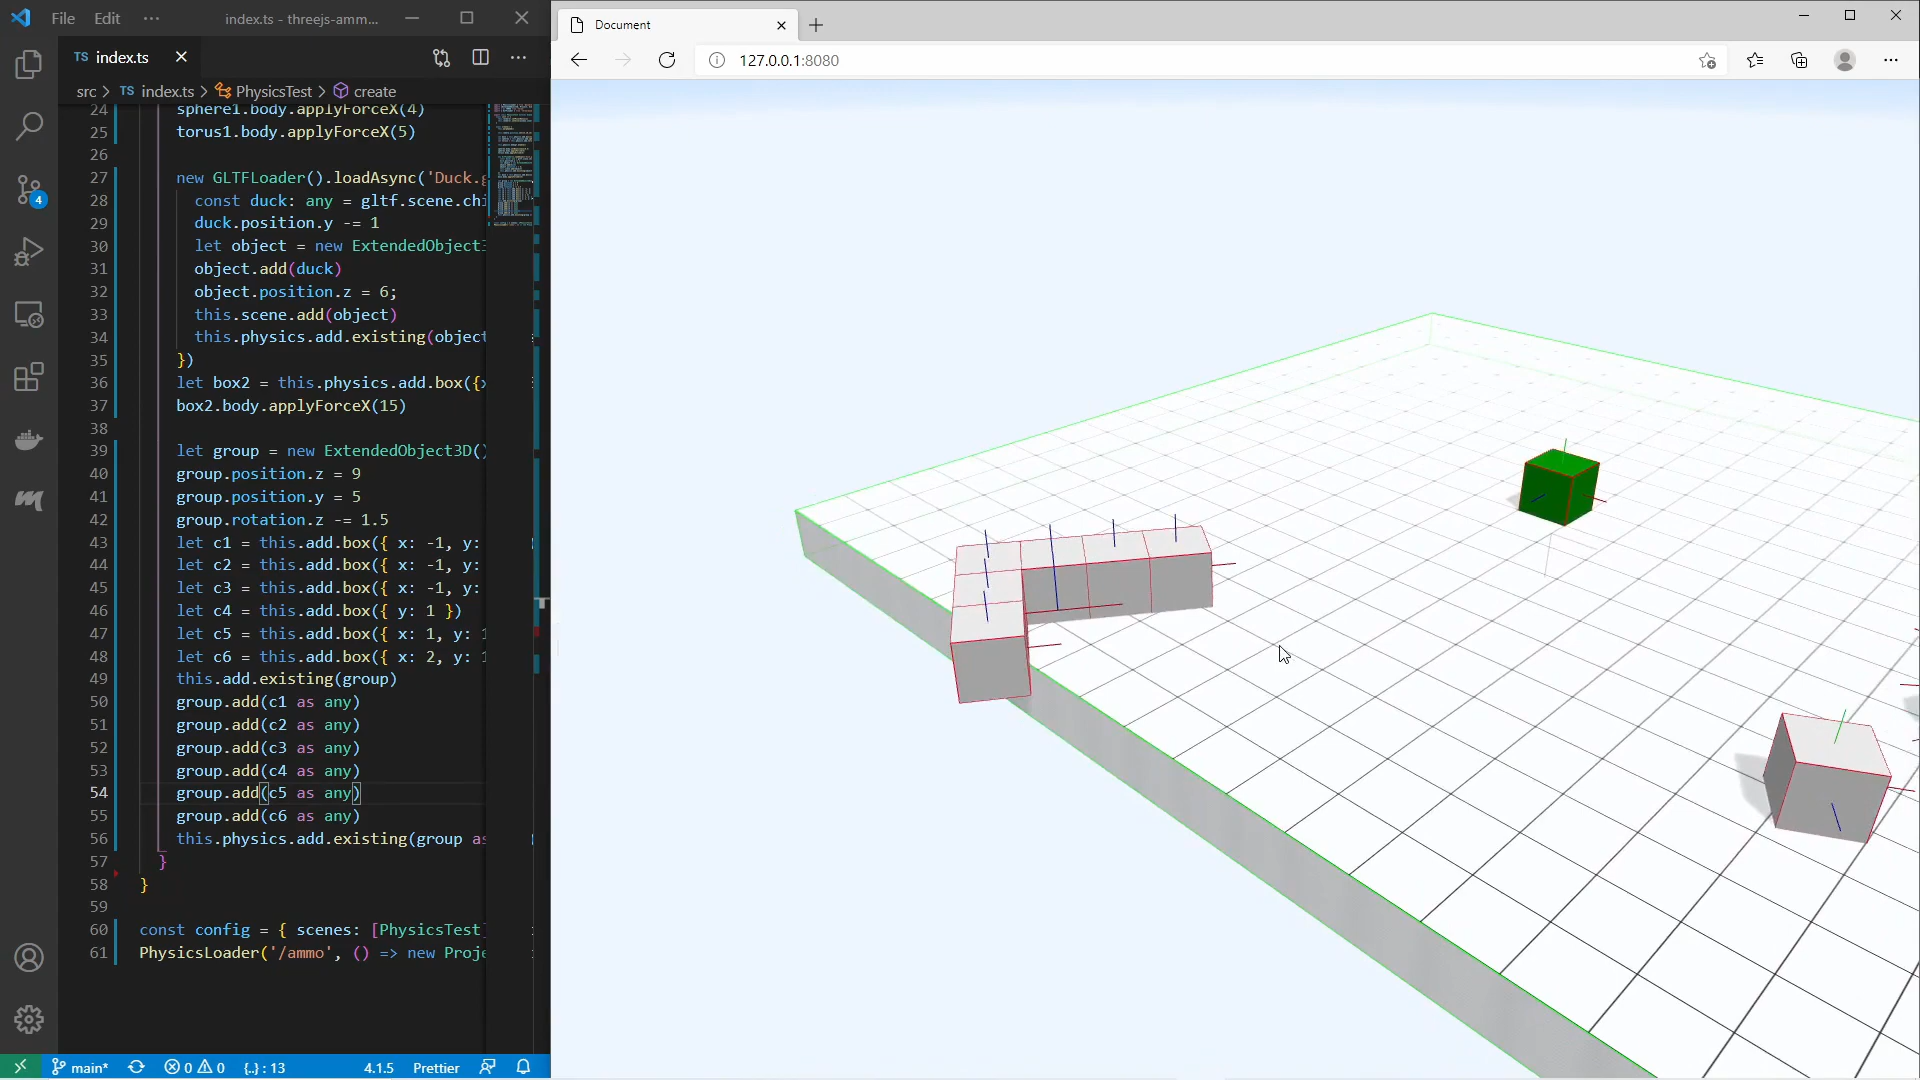 File Edit ··· index.ts - threejs-amm...
TS index.ts
src > TS index.ts > PhysicsTest > create
24 sphere1.body.applyForceX(4)
25 torus1.body.applyForceX(5)
26
27 new GLTFLoader().loadAsync('Duck.g
28 const duck: any = gltf.scene.chi
29 duck.position.y -= 1
30 let object = new ExtendedObject3
31 object.add(duck)
32 object.position.z = 6;
33 this.scene.add(object)
34 this.physics.add.existing(object
35 })
36 let box2 = this.physics.add.box({x
37 box2.body.applyForceX(15)
38
39 let group = new ExtendedObject3D()
40 group.position.z = 9
41 group.position.y = 5
42 group.rotation.z -= 1.5
43 let c1 = this.add.box({ x: -1, y:
44 let c2 = this.add.box({ x: -1, y:
45 let c3 = this.add.box({ x: -1, y:
46 let c4 = this.add.box({ y: 1 })
47 let c5 = this.add.box({ x: 1, y: 1
48 let c6 = this.add.box({ x: 2, y: 1
49 this.add.existing(group)
50 group.add(c1 as any)
51 group.add(c2 as any)
52 group.add(c3 as any)
53 group.add(c4 as any)
54 group.add(c5 as any)
55 group.add(c6 as any)
56 this.physics.add.existing(group as
57 }
58 }
59
60 const config = { scenes: [PhysicsTest]
61 PhysicsLoader('/ammo', () => new Proje
4
main* 0 0 {..} : 13 4.1.5 Prettier
Document
127.0.0.1:8080